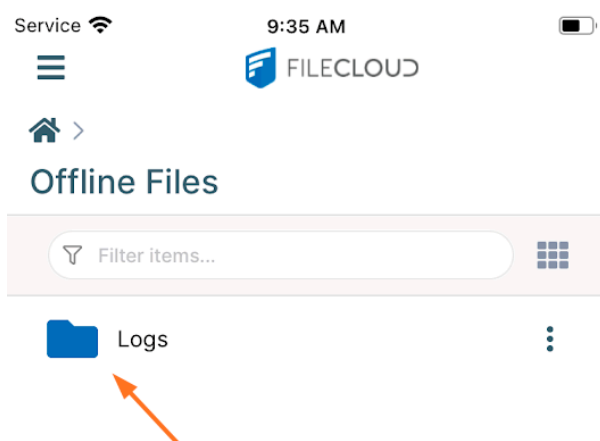 Service 9:35 AM
FILECLOUD
Offline Files
Filter items...
Logs